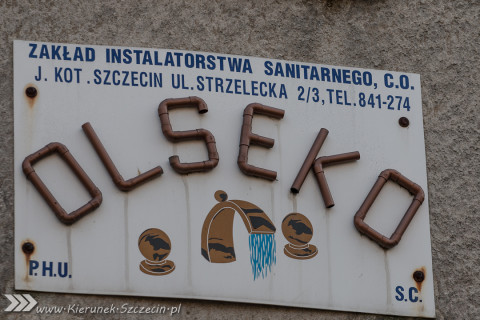 ZAKŁAD INSTALATORSTWA SANITARNEGO, C.O.
J. KOT . SZCZECIN UL. STRZELECKA 2/3, TEL. 841-274
OLSEKO
P.H.U.
S.C.
www.Kierunek-Szczecin.pl